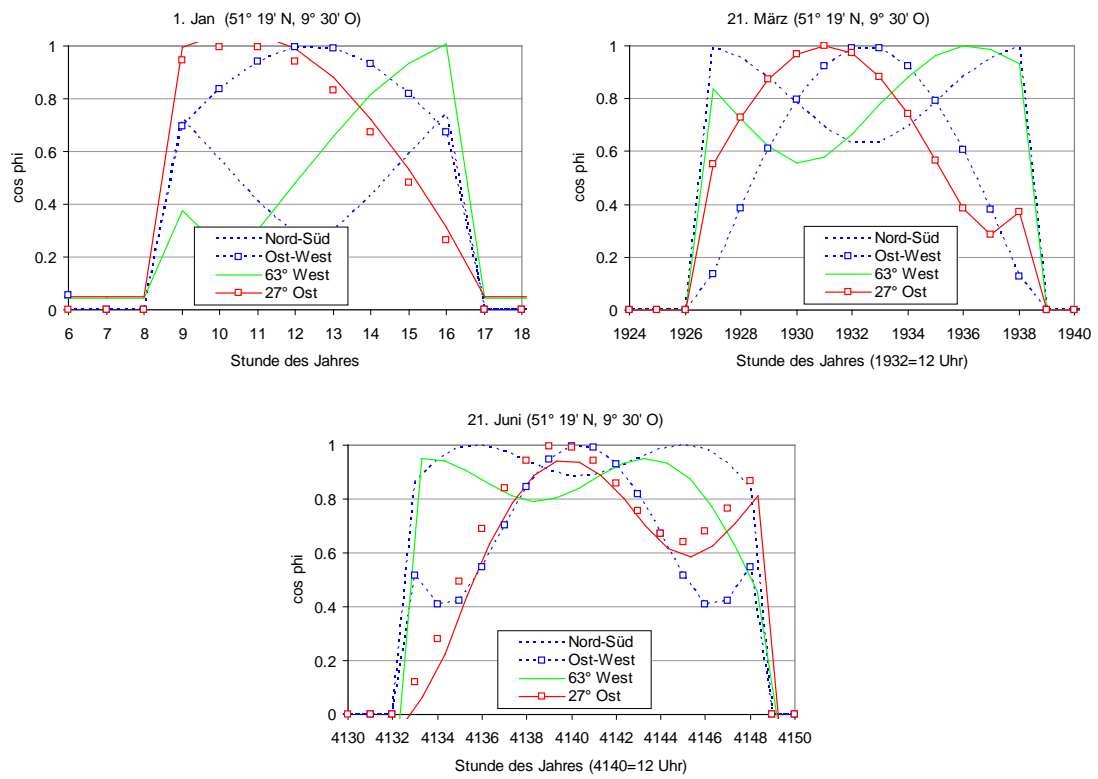 1. Jan (51° 19' N, 9° 30' O)
cos phi
1
0.8
0.6
0.4
0.2
0
Nord-Süd
Ost-West
63° West
27° Ost
6 7 8 9 10 11 12 13 14 15 16 17 18
Stunde des Jahres
21. März (51° 19' N, 9° 30' O)
cos phi
1
0.8
0.6
0.4
0.2
0
Nord-Süd
Ost-West
63° West
27° Ost
1924 1926 1928 1930 1932 1934 1936 1938 1940
Stunde des Jahres (1932=12 Uhr)
21. Juni (51° 19' N, 9° 30' O)
cos phi
1
0.8
0.6
0.4
0.2
0
Nord-Süd
Ost-West
63° West
27° Ost
4130 4132 4134 4136 4138 4140 4142 4144 4146 4148 4150
Stunde des Jahres (4140=12 Uhr)